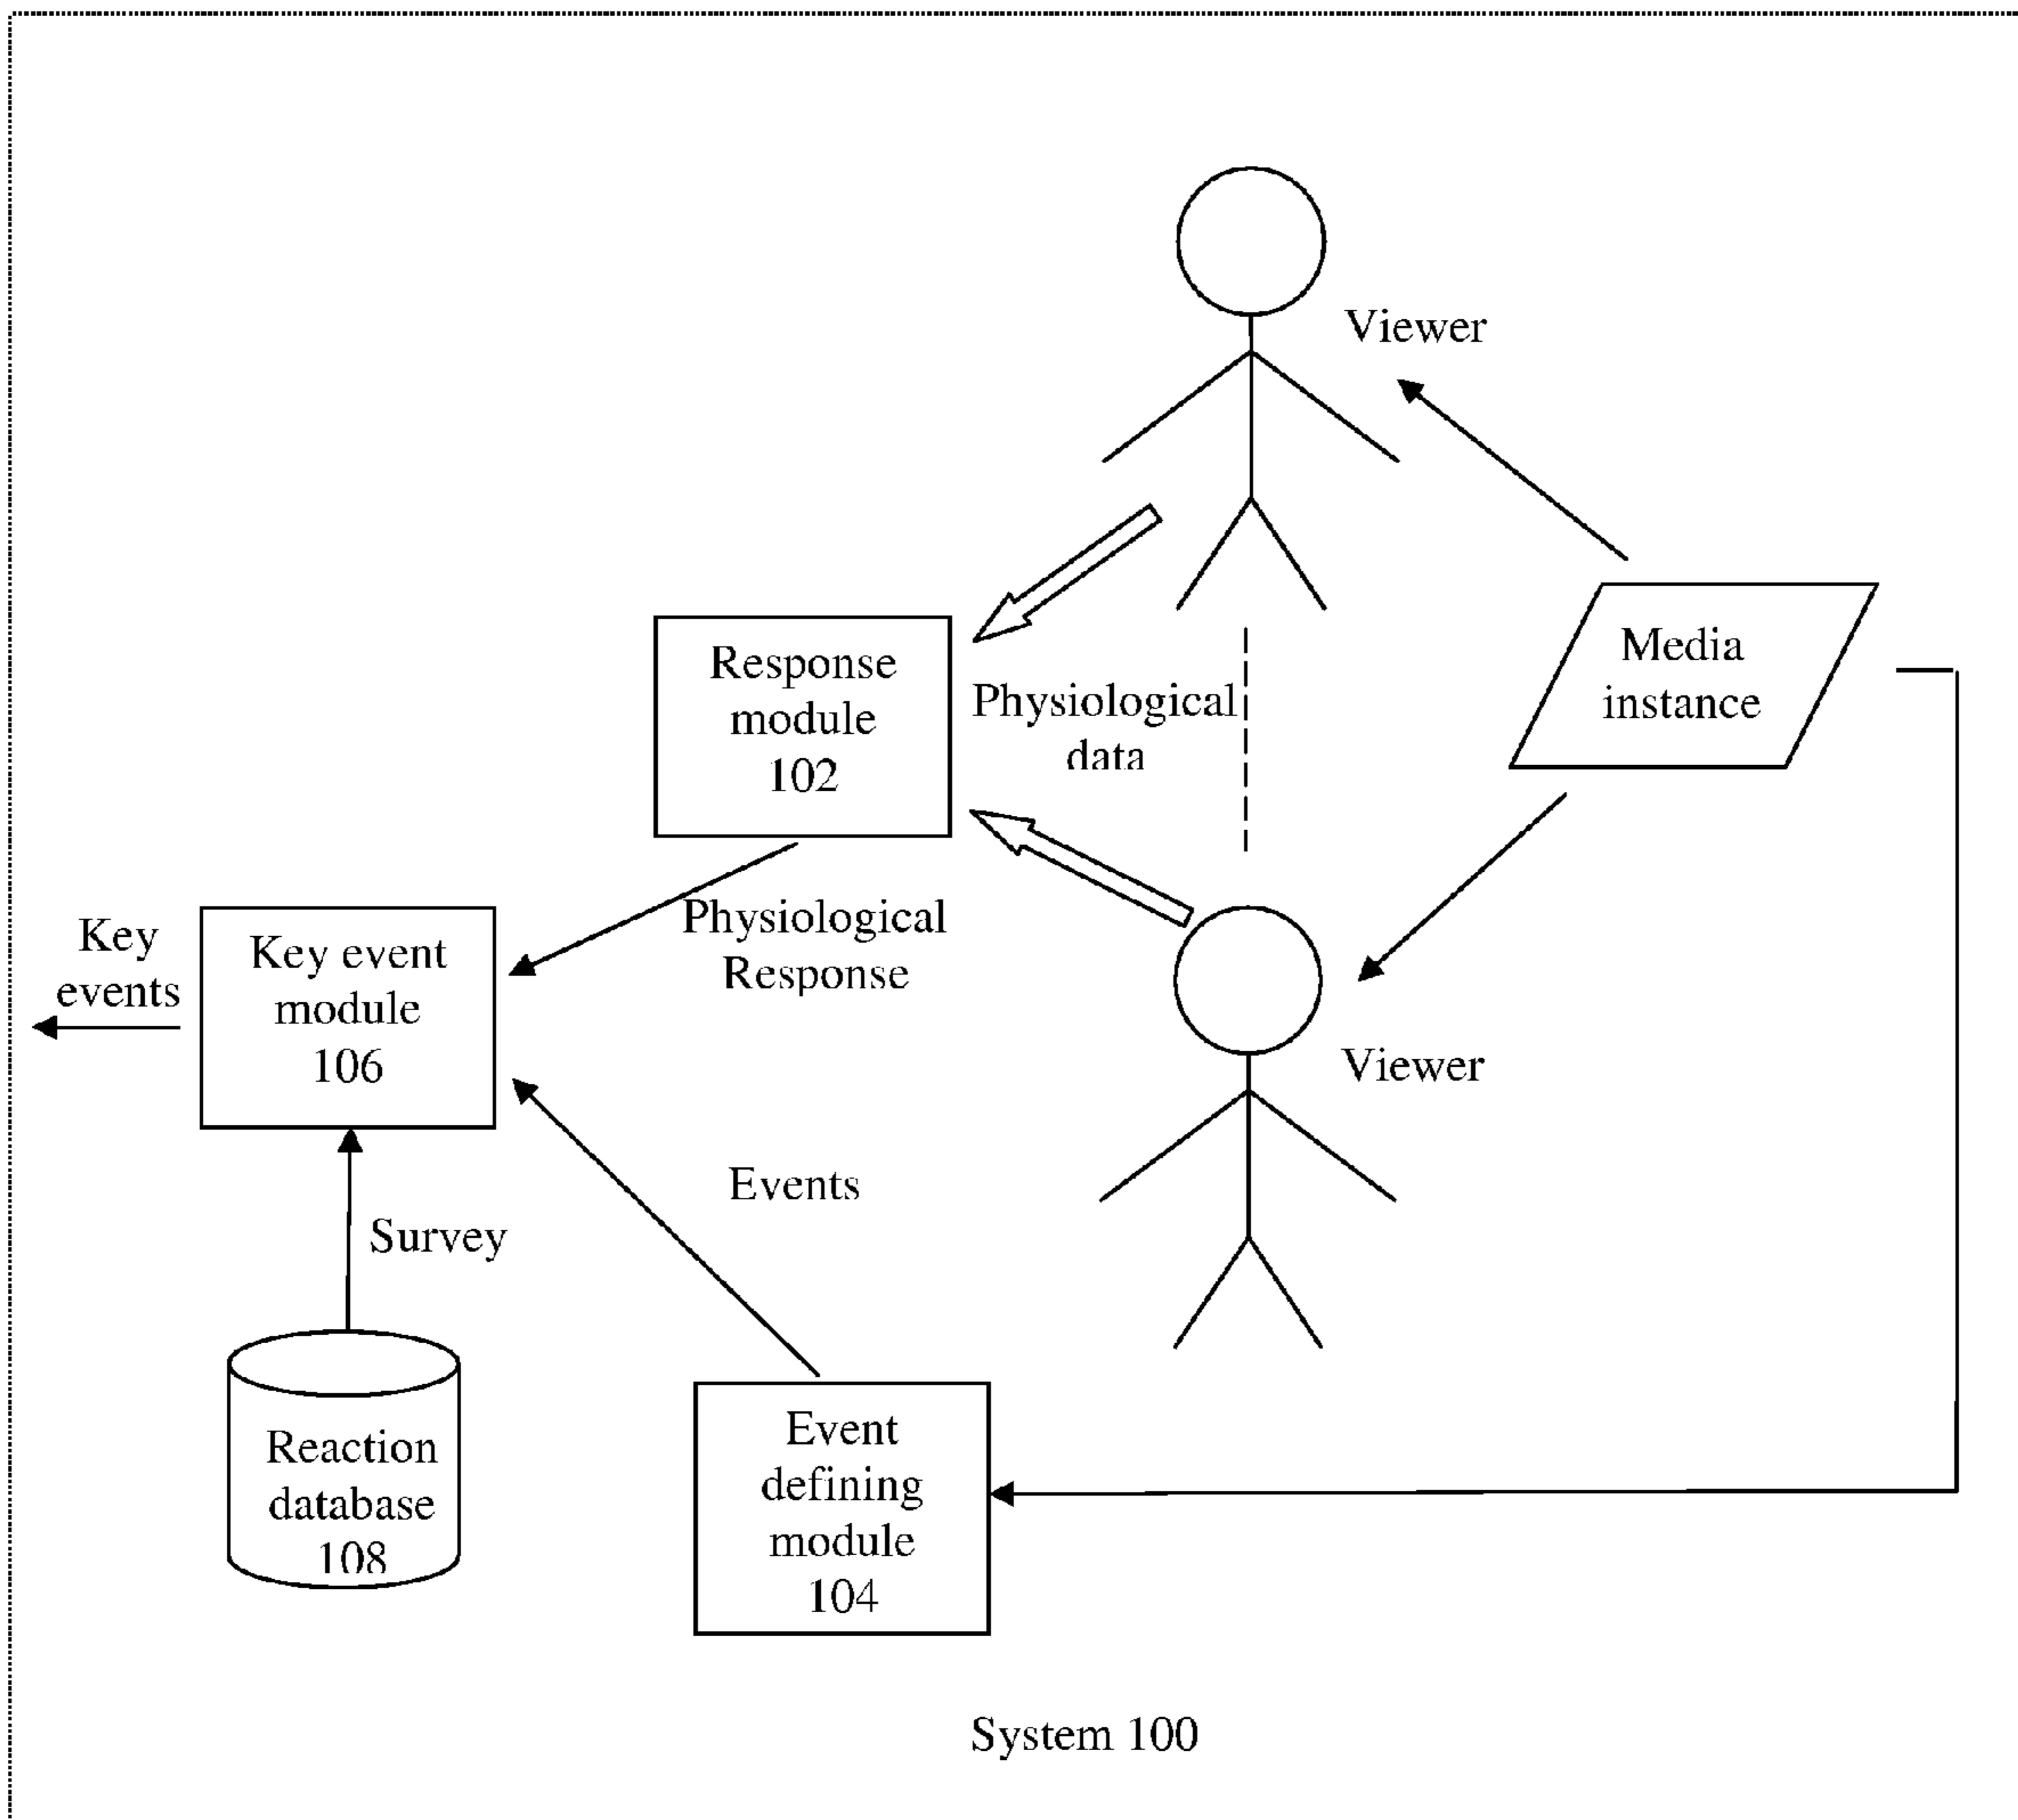 Viewer
Media
instance
Response
module
102
Physiological
data
Physiological
Response
Key
events
Key event
module
106
Viewer
Events
Survey
Reaction
database
108
Event
defining
module
104
System 100